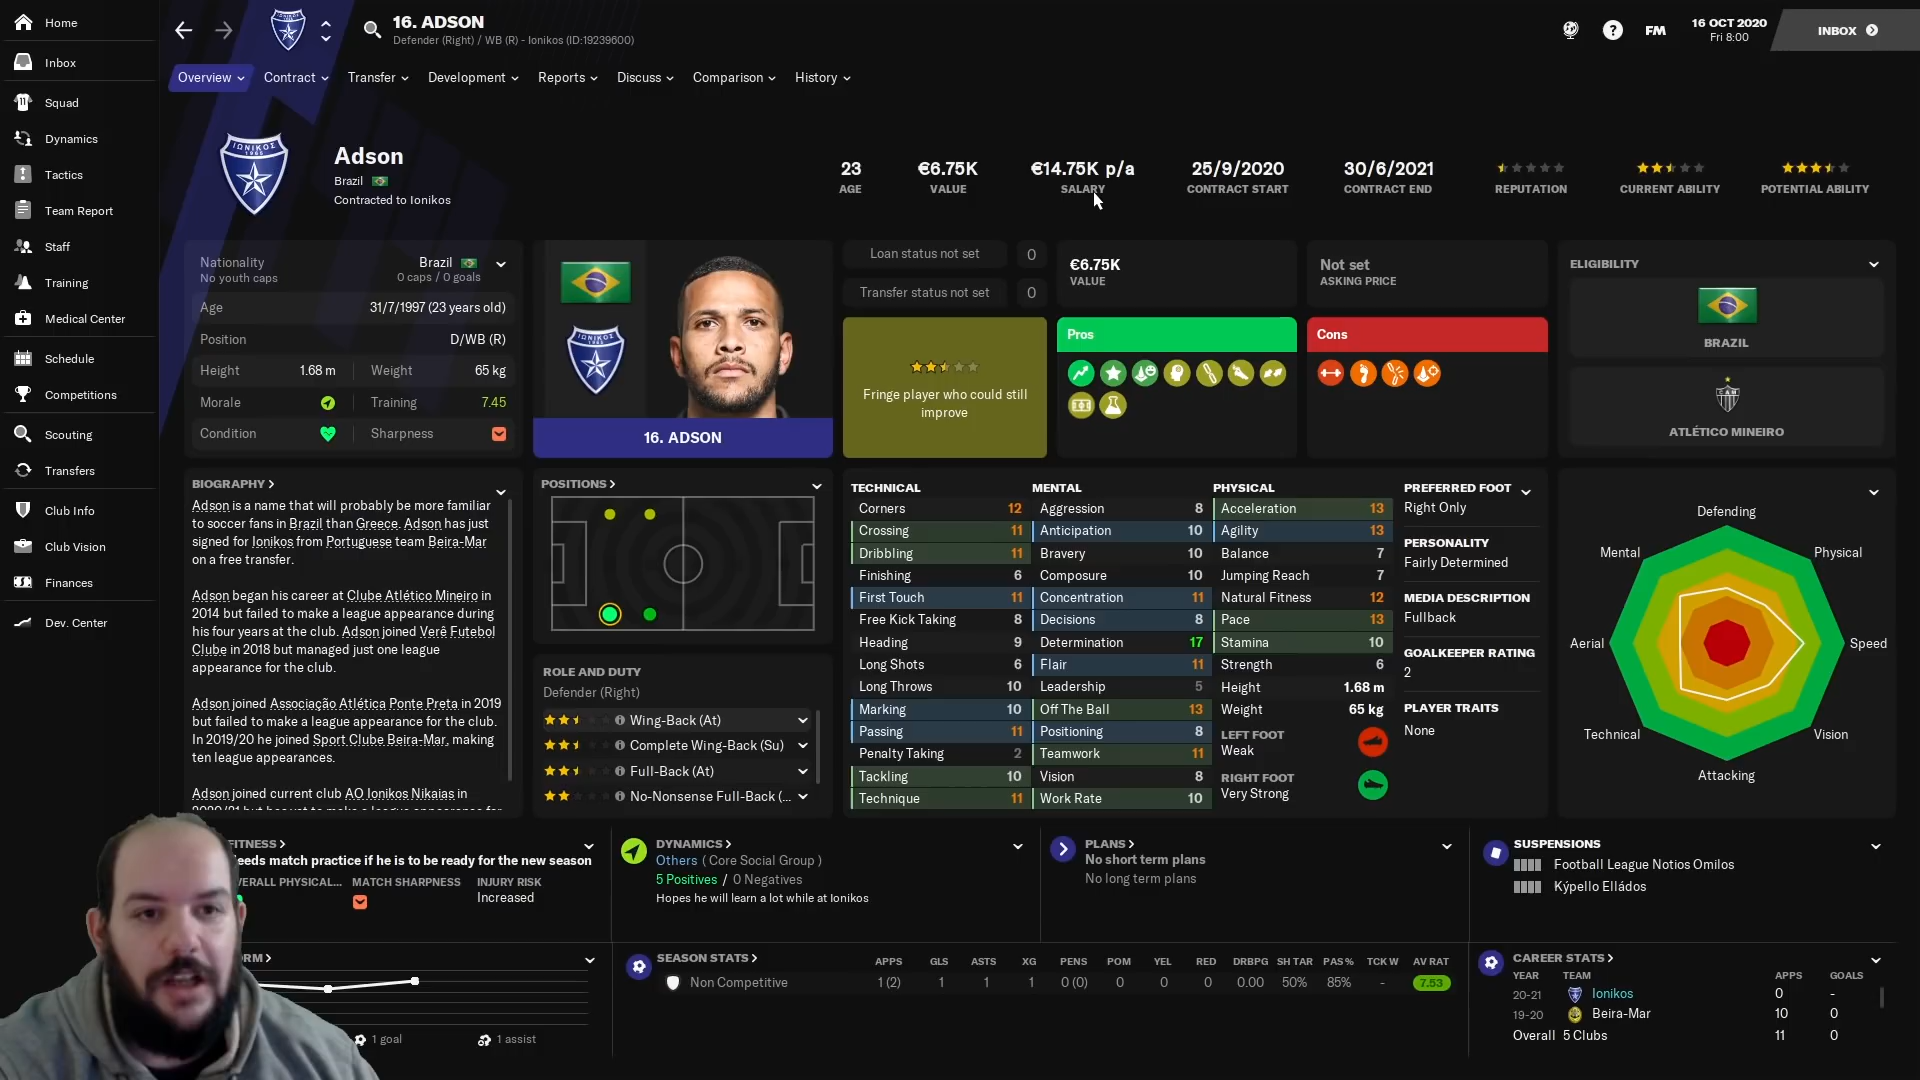 Home
Inbox
Squad
Dynamics
Tactics
Team Report
Staff
Training
Medical Center
Schedule
Competitions
Scouting
Transfers
Club Info
Club Vision
Finances
Dev. Center
16. ADSON
Defender (Right) / WB (R) - Ionikos (ID:19239600)
FM
16 OCT 2020
Fri 8:00
INBOX
Overview Contract Transfer Development Reports Discuss Comparison History
ΙΩΝΙΚΟΣ
1965
Adson
Brazil
Contracted to Ionikos
23
AGE
€6.75K
VALUE
€14.75K p/a
SALARY
25/9/2020
CONTRACT START
30/6/2021
CONTRACT END
REPUTATION
CURRENT ABILITY
POTENTIAL ABILITY
Nationality Brazil
No youth caps 0 caps / 0 goals
Age 31/7/1997 (23 years old)
Position D/WB (R)
Height 1.68 m Weight 65 kg
Morale Training 7.45
Condition Sharpness
16. ADSON
Loan status not set 0
Transfer status not set 0
€6.75K
VALUE
Not set
ASKING PRICE
Fringe player who could still
improve
Pros
Cons
ELIGIBILITY
BRAZIL
ATLÉTICO MINEIRO
BIOGRAPHY
Adson is a name that will probably be more familiar
to soccer fans in Brazil than Greece. Adson has just
signed for Ionikos from Portuguese team Beira-Mar
on a free transfer.
Adson began his career at Clube Atlético Mineiro in
2014 but failed to make a league appearance during
his four years at the club. Adson joined Verê Futebol
Clube in 2018 but managed just one league
appearance for the club.
Adson joined Associação Atlética Ponte Preta in 2019
but failed to make a league appearance for the club.
In 2019/20 he joined Sport Clube Beira-Mar, making
ten league appearances.
Adson joined current club AO Ionikos Nikaias in
POSITIONS
ROLE AND DUTY
Defender (Right)
Wing-Back (At)
Complete Wing-Back (Su)
Full-Back (At)
No-Nonsense Full-Back (...
TECHNICAL
Corners 12
Crossing 11
Dribbling 11
Finishing 6
First Touch 11
Free Kick Taking 8
Heading 9
Long Shots 6
Long Throws 10
Marking 10
Passing 11
Penalty Taking 2
Tackling 10
Technique 11
MENTAL
Aggression 8
Anticipation 10
Bravery 10
Composure 10
Concentration 11
Decisions 8
Determination 17
Flair 11
Leadership 5
Off The Ball 13
Positioning 8
Teamwork 11
Vision 8
Work Rate 10
PHYSICAL
Acceleration 13
Agility 13
Balance 7
Jumping Reach 7
Natural Fitness 12
Pace 13
Stamina 10
Strength 6
Height 1.68 m
Weight 65 kg
LEFT FOOT
Weak
RIGHT FOOT
Very Strong
PREFERRED FOOT
Right Only
PERSONALITY
Fairly Determined
MEDIA DESCRIPTION
Fullback
GOALKEEPER RATING
2
PLAYER TRAITS
None
Defending
Mental Physical
Aerial Speed
Technical Vision
Attacking
FITNESS
eeds match practice if he is to be ready for the new season
VERALL PHYSICAL... MATCH SHARPNESS INJURY RISK
Increased
DYNAMICS
Others ( Core Social Group )
5 Positives / 0 Negatives
Hopes he will learn a lot while at Ionikos
PLANS
No short term plans
No long term plans
SUSPENSIONS
Football League Notios Omilos
Kýpello Elládos
ORM
1 goal 1 assist
SEASON STATS APPS GLS ASTS XG PENS POM YEL RED DRBPG SH TAR PAS % TCK W AV RAT
Non Competitive 1 (2) 1 1 1 0 (0) 0 0 0 0.00 50% 85% - 7.53
CAREER STATS
YEAR TEAM APPS GOALS
20-21 Ionikos 0 -
19-20 Beira-Mar 10 0
Overall 5 Clubs 11 0